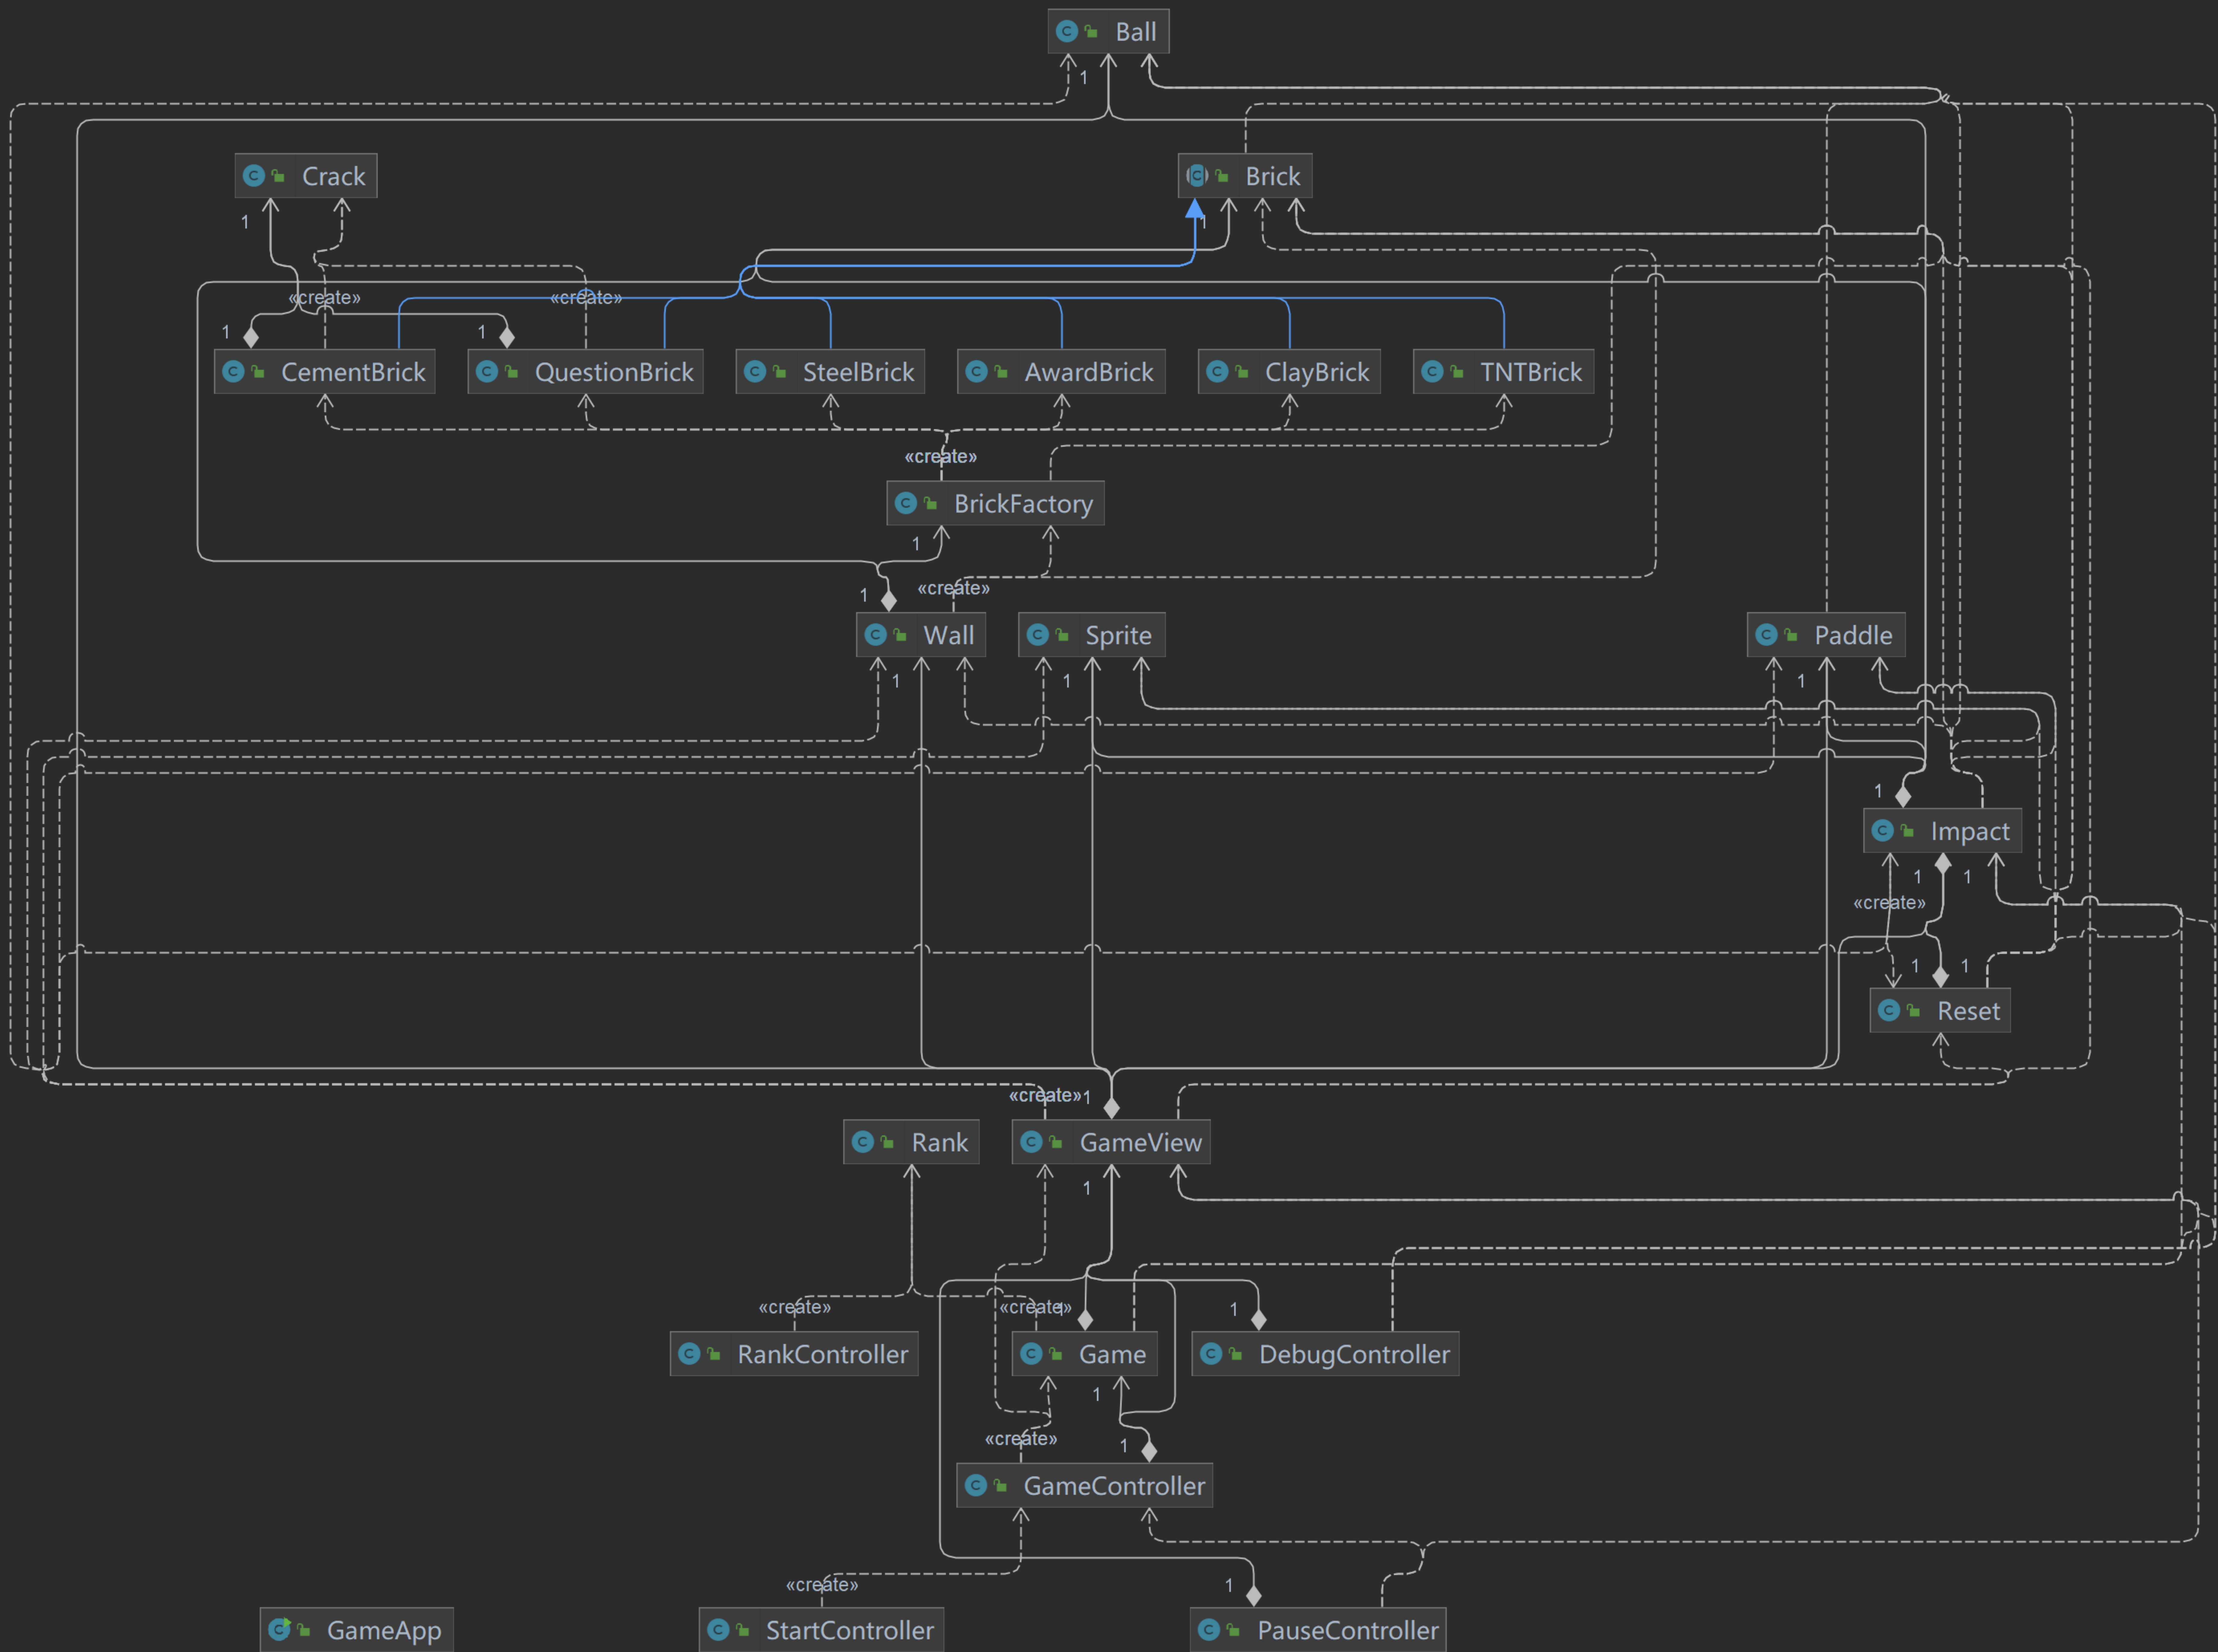 Ball
1
Crack
Brick
1
1
«create»
«create»
1
1
CementBrick
QuestionBrick
SteelBrick
AwardBrick
ClayBrick
TNTBrick
«create»
BrickFactory
1
1
«create»
Wall
Sprite
Paddle
1
1
1
1
Impact
1
1
«create»
1
1
Reset
«create»
1
Rank
GameView
1
«create»
«create»
1
1
RankController
Game
DebugController
1
«create»
1
GameController
«create»
1
GameApp
StartController
PauseController